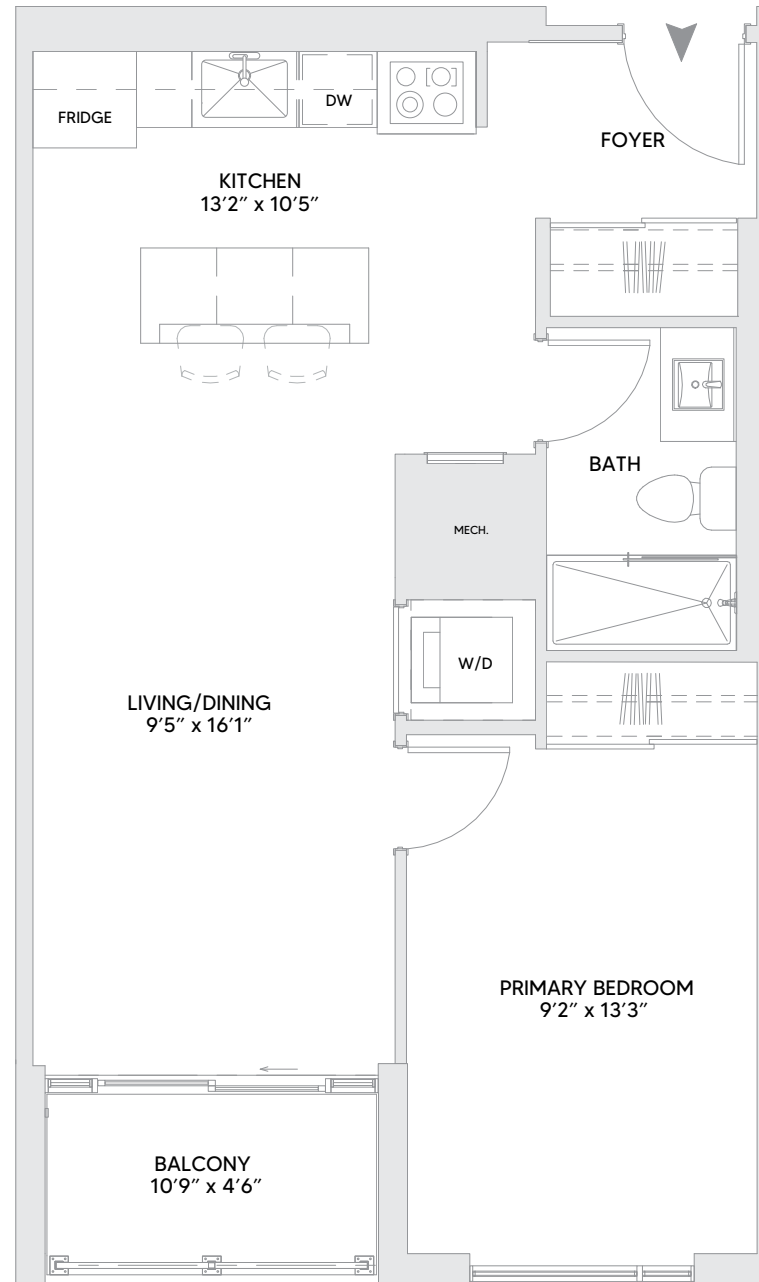 FRIDGE
DW
FOYER
KITCHEN
13′2″ x 10′5″
BATH
MECH.
W/D
LIVING/DINING
9′5″ x 16′1″
PRIMARY BEDROOM
9′2″ x 13′3″
BALCONY
10′9″ x 4′6″